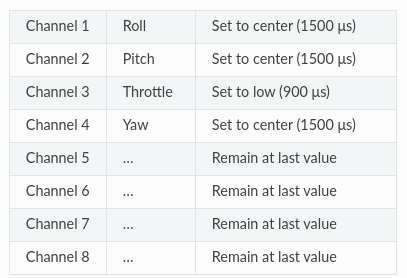 Channel 1 Roll Set to center (1500 μs)
Channel 2 Pitch Set to center (1500 μs)
Channel 3 Throttle Set to low (900 μs)
Channel 4 Yaw Set to center (1500 μs)
Channel 5 ... Remain at last value
Channel 6 ... Remain at last value
Channel 7 ... Remain at last value
Channel 8 ... Remain at last value